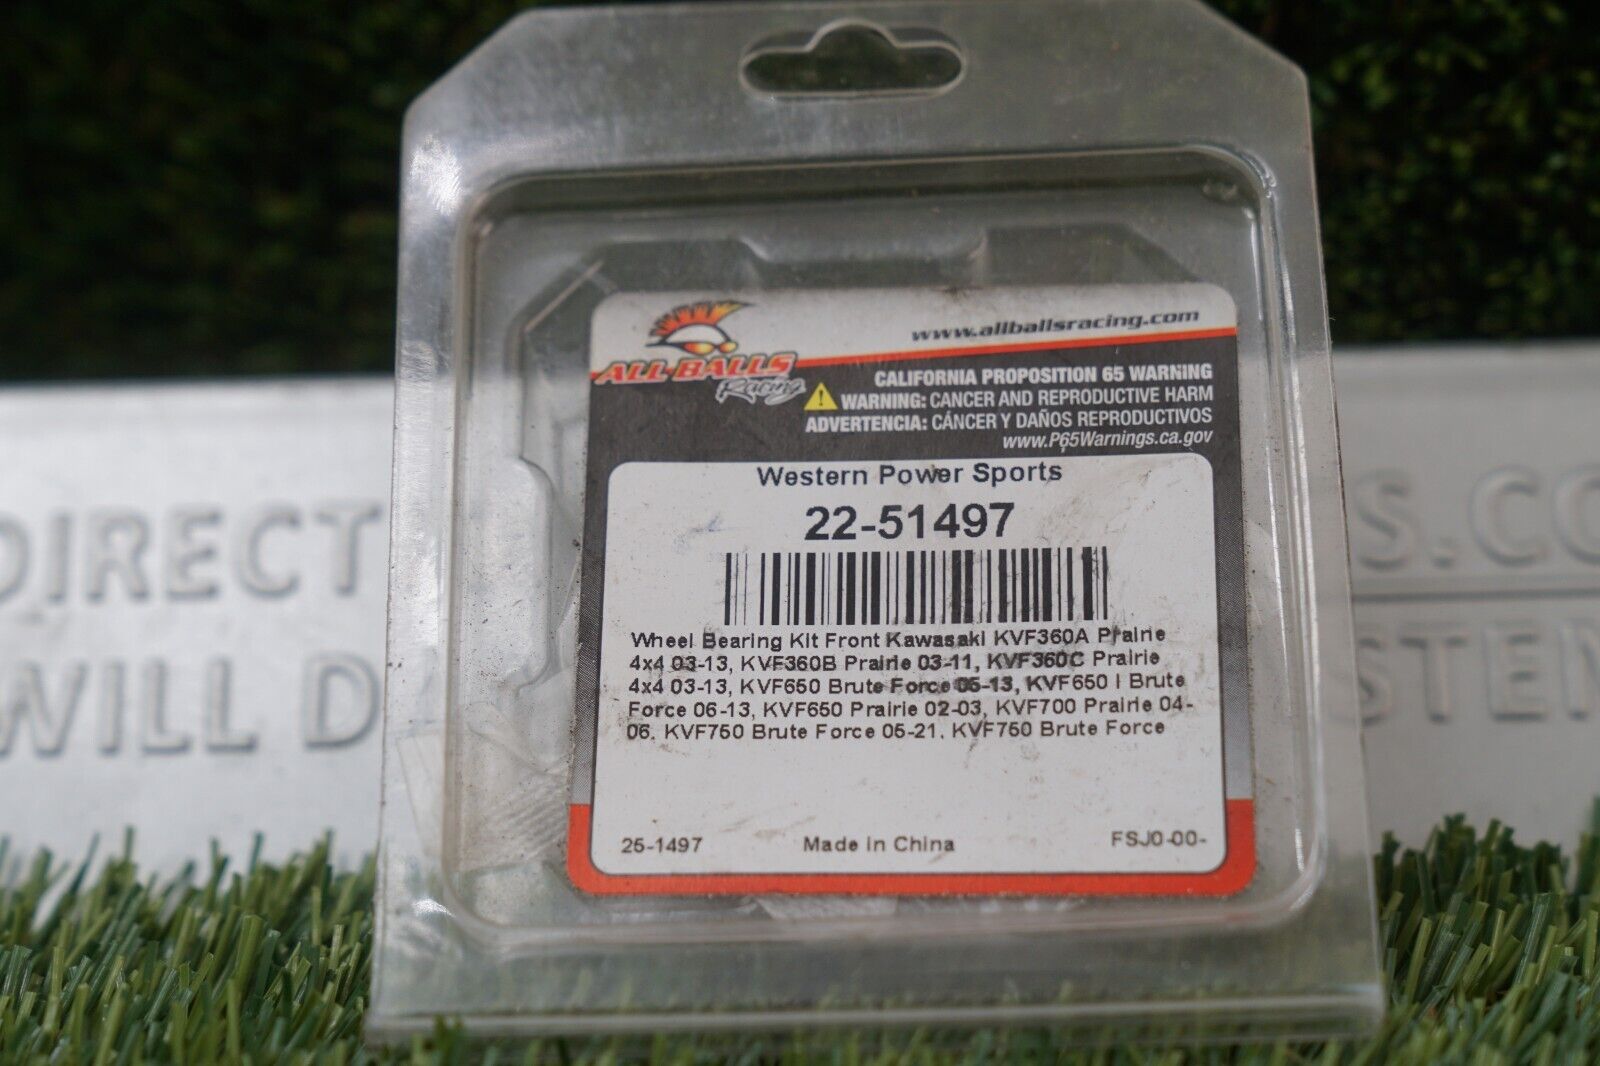 www.allballsracing.com
ALL BALLS
Racing
CALIFORNIA PROPOSITION 65 WARNING
WARNING: CANCER AND REPRODUCTIVE HARM
ADVERTENCIA: CÁNCER Y DAÑOS REPRODUCTIVOS
www.P65Warnings.ca.gov
Western Power Sports
22-51497
Wheel Bearing Kit Front Kawasaki KVF360A Prairie
4x4 03-13, KVF360B Prairie 03-11, KVF360C Prairie
4x4 03-13, KVF650 Brute Force 05-13, KVF650 I Brute
Force 06-13, KVF650 Prairie 02-03, KVF700 Prairie 04-
06, KVF750 Brute Force 05-21, KVF750 Brute Force
25-1497 Made in China FSJ0-00-
DIRECT S.CO
WILL D STEM